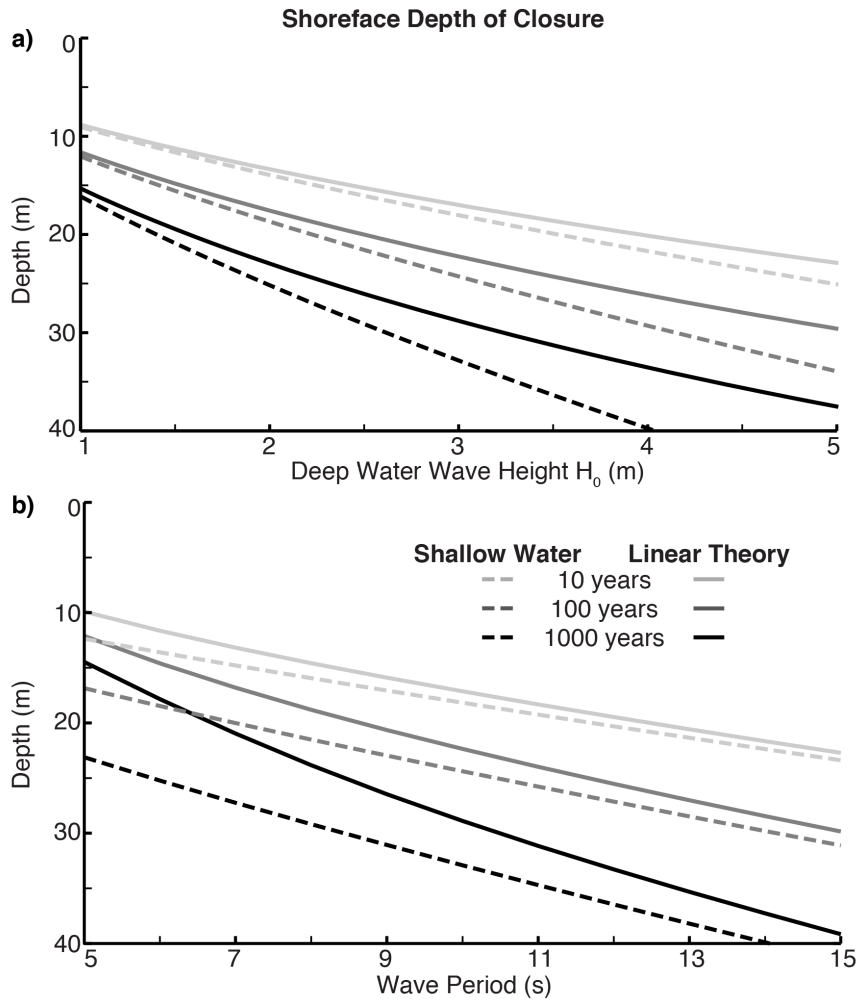 Shoreface Depth of Closure
a)
0
10
20
30
40
Depth (m)
1 2 3 4 5
Deep Water Wave Height H₀ (m)
b)
0
10
20
30
40
Depth (m)
Shallow Water Linear Theory
10 years
100 years
1000 years
5 7 9 11 13 15
Wave Period (s)